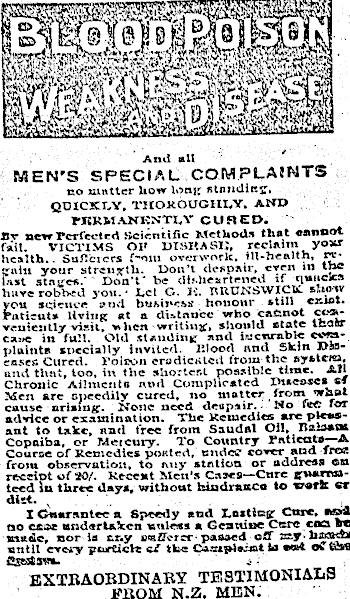 BLOOD POISON
WEAKNESS
AND DISEASE
And all
MEN'S SPECIAL COMPLAINTS
no matter how long standing,
QUICKLY, THOROUGHLY, AND
PERMANENTLY CURED.
By new Perfected Scientific Methods that cannot
fail. VICTIMS OF DISEASE, reclaim your
health. Sufferers from overwork, ill-health, re-
gain your strength. Don't despair, even in the
last stages. Don't be disheartened if quacks
have robbed you. Let G. H. BRUNSWICK show
you science and business honour still exist.
Patients living at a distance who cannot con-
veniently visit, when writing, should state their
case in full. Old standing and incurable com-
plaints specially invited. Blood and Skin Dis-
eases Cured. Poison eradicated from the system,
and that, too, in the shortest possible time. All
Chronic Ailments and Complicated Diseases of
Men are speedily cured, no matter from what
cause arising. None need despair. No fee for
advice or examination. The Remedies are pleas-
ant to take, and free from Sandal Oil, Balsam
Copaiba, or Mercury. To Country Patients—A
Course of Remedies posted, under cover and free
from observation, to any station or address on
receipt of 20/. Recent Men's Cases—Cure guaran-
teed in three days, without hindrance to work or
diet.
I Guarantee a Speedy and Lasting Cure, and
no case undertaken unless a Genuine Cure can be
made, nor is any sufferer passed off my hands
until every particle of the Complaint is out of the
System.
EXTRAORDINARY TESTIMONIALS
FROM N.Z. MEN.